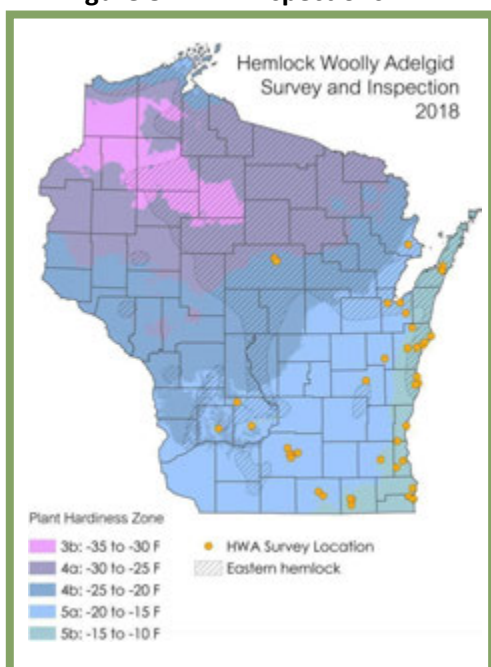 Hemlock Woolly Adelgid
Survey and Inspection
2018
Plant Hardiness Zone
3b: -35 to -30 F
4a: -30 to -25 F
4b: -25 to -20 F
5a: -20 to -15 F
5b: -15 to -10 F
HWA Survey Location
Eastern hemlock